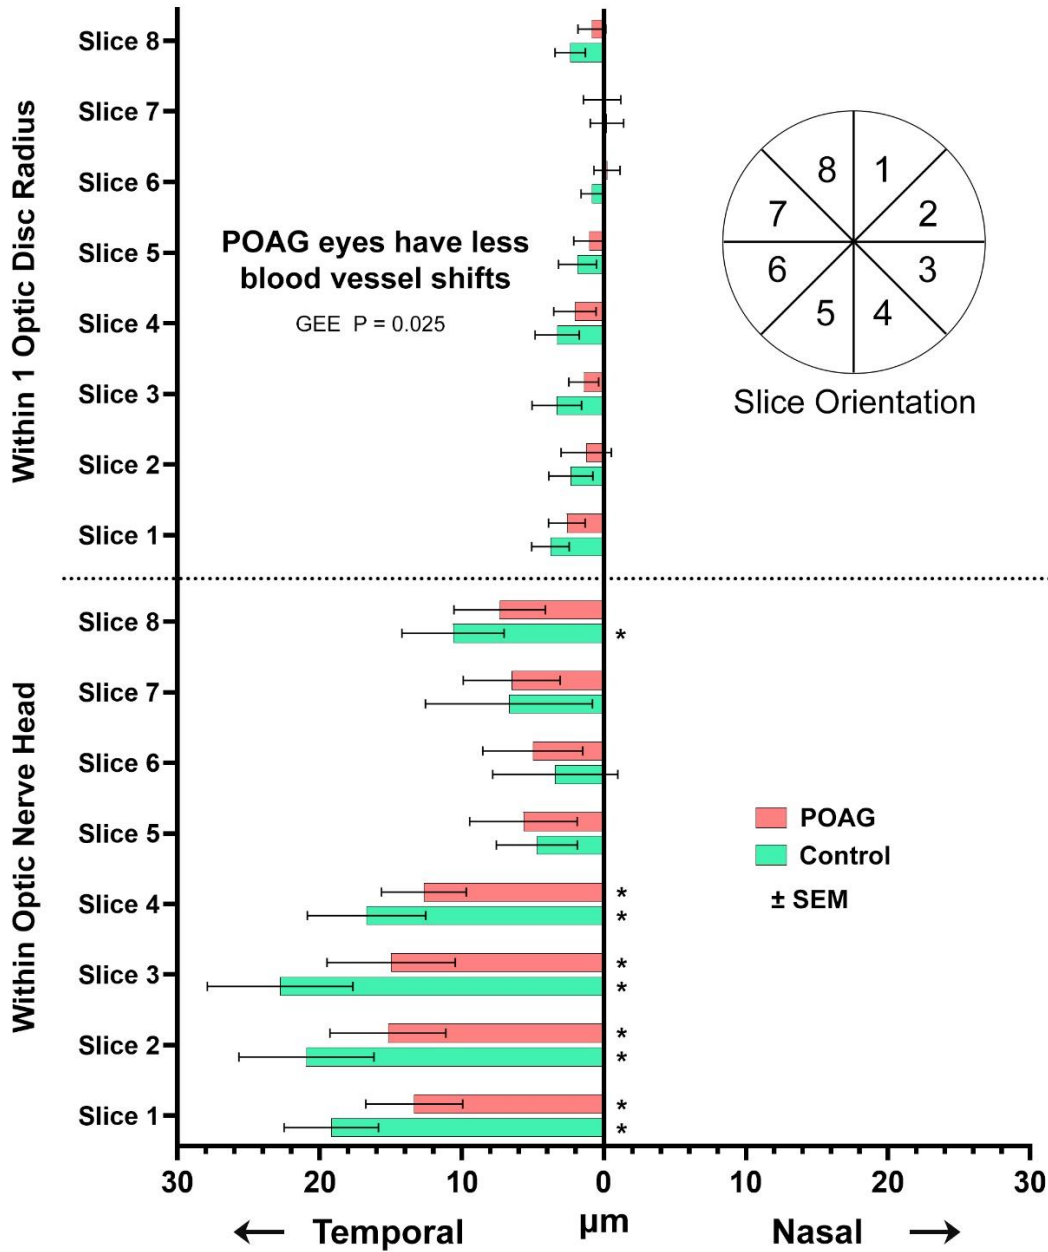 Within 1 Optic Disc Radius
Slice 8
Slice 7
Slice 6
Slice 5
Slice 4
Slice 3
Slice 2
Slice 1
POAG eyes have less
blood vessel shifts
GEE P = 0.025
8 1
7 2
6 3
5 4
Slice Orientation
Within Optic Nerve Head
Slice 8 *
Slice 7
Slice 6
Slice 5
Slice 4 *
*
Slice 3 *
*
Slice 2 *
*
Slice 1 *
*
POAG
Control
± SEM
30 20 10 0 10 20 30
← Temporal µm Nasal →